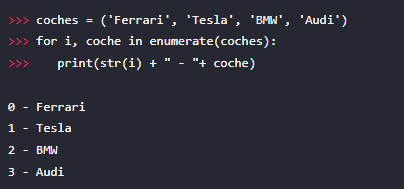 >>> coches = ('Ferrari', 'Tesla', 'BMW', 'Audi')
>>> for i, coche in enumerate(coches):
>>>   print(str(i) + " - "+ coche)
0 - Ferrari
1 - Tesla
2 - BMW
3 - Audi